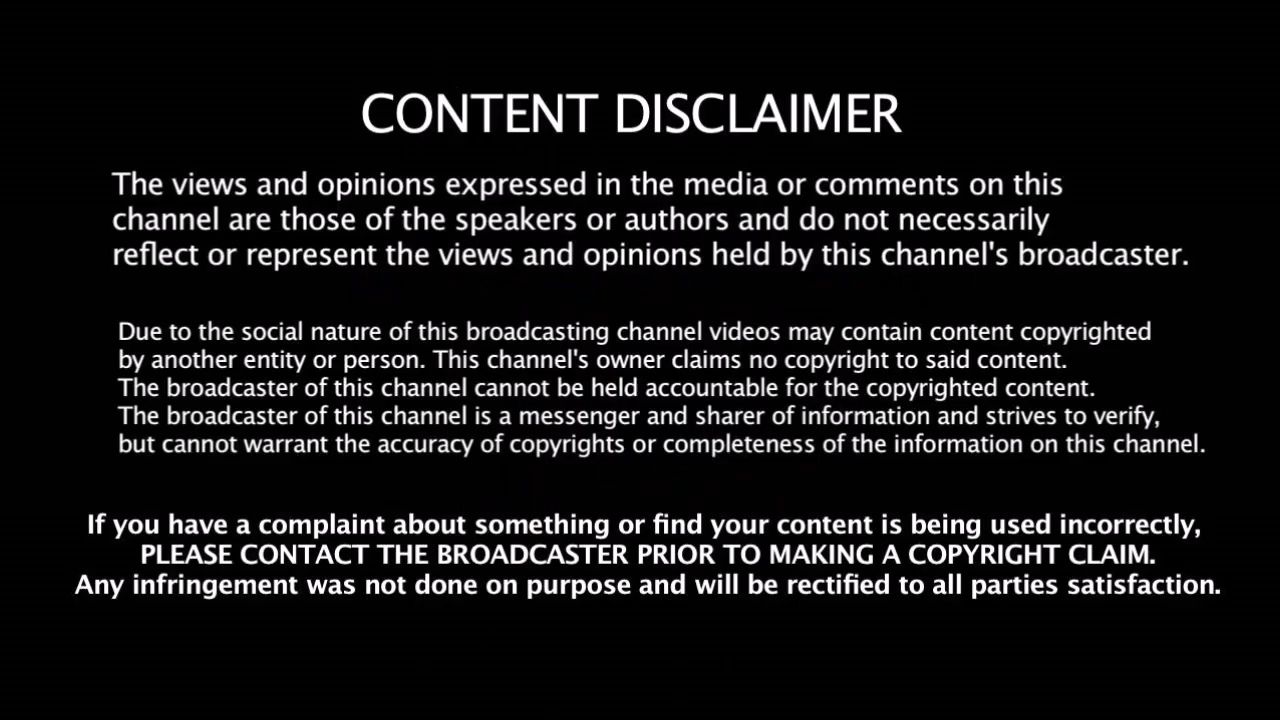 CONTENT DISCLAIMER
The views and opinions expressed in the media or comments on this
channel are those of the speakers or authors and do not necessarily
reflect or represent the views and opinions held by this channel's broadcaster.
Due to the social nature of this broadcasting channel videos may contain content copyrighted
by another entity or person. This channel's owner claims no copyright to said content.
The broadcaster of this channel cannot be held accountable for the copyrighted content.
The broadcaster of this channel is a messenger and sharer of information and strives to verify,
but cannot warrant the accuracy of copyrights or completeness of the information on this channel.
If you have a complaint about something or find your content is being used incorrectly,
PLEASE CONTACT THE BROADCASTER PRIOR TO MAKING A COPYRIGHT CLAIM.
Any infringement was not done on purpose and will be rectified to all parties satisfaction.